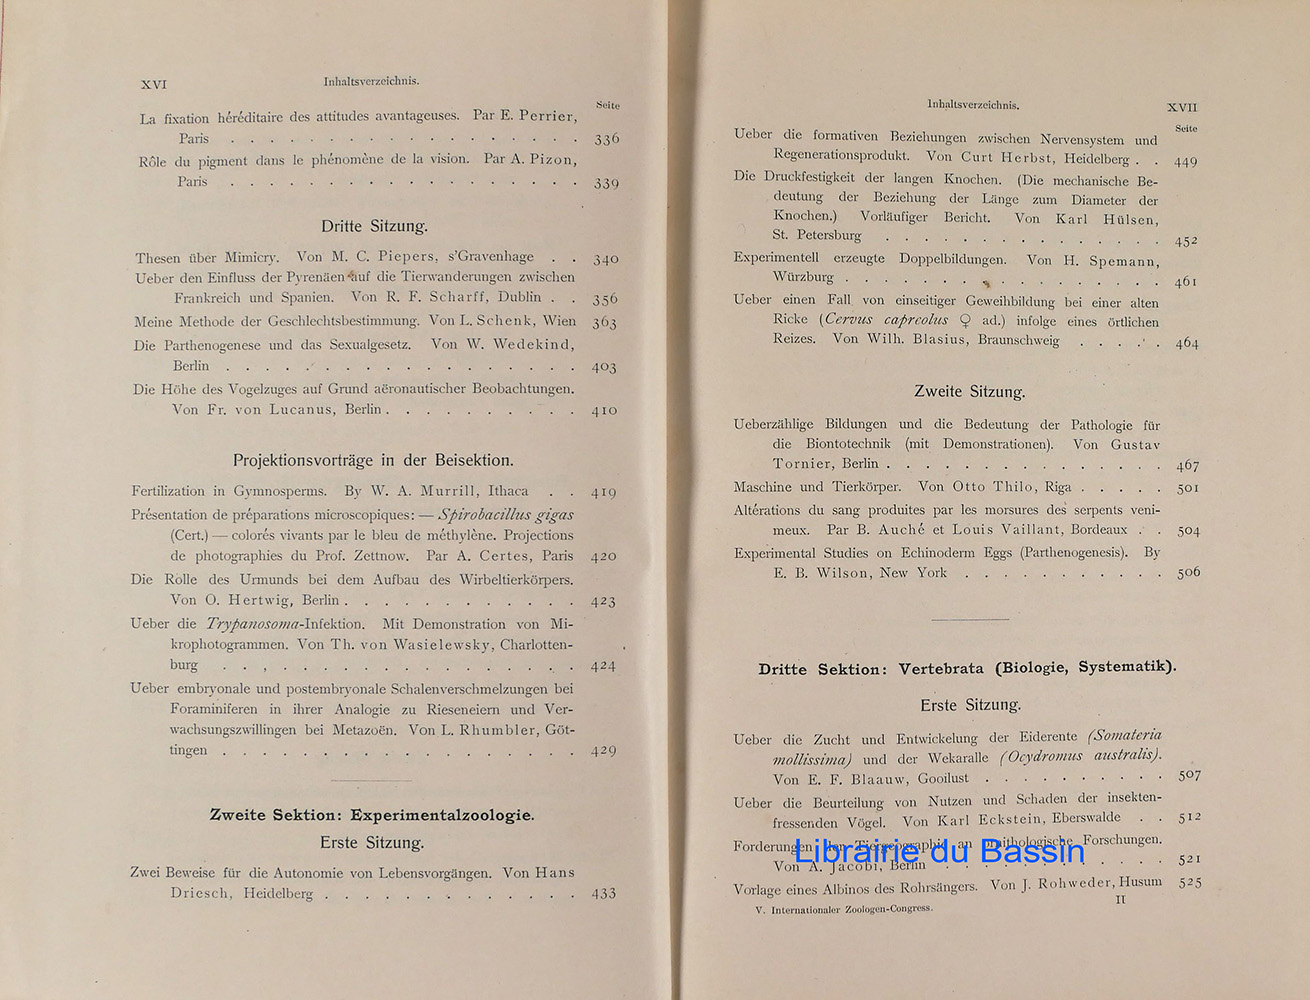 XVI
Inhaltsverzeichnis.
Seite
La fixation héréditaire des attitudes avantageuses. Par E. Perrier,
Paris . . . . . . . . . . . . . . . . . . 336
Rôle du pigment dans le phénomène de la vision. Par A. Pizon,
Paris . . . . . . . . . . . . . . . . . . 339
Dritte Sitzung.
Thesen über Mimicry. Von M. C. Piepers, s'Gravenhage . . 340
Ueber den Einfluss der Pyrenäen auf die Tierwanderungen zwischen
Frankreich und Spanien. Von R. F. Scharff, Dublin . . 356
Meine Methode der Geschlechtsbestimmung. Von L. Schenk, Wien 363
Die Parthenogenese und das Sexualgesetz. Von W. Wedekind,
Berlin . . . . . . . . . . . . . . . . . . 403
Die Höhe des Vogelzuges auf Grund aëronautischer Beobachtungen.
Von Fr. von Lucanus, Berlin . . . . . . . . . . 410
Projektionsvorträge in der Beisektion.
Fertilization in Gymnosperms. By W. A. Murrill, Ithaca . . 419
Présentation de préparations microscopiques: — Spirobacillus gigas
(Cert.) — colorés vivants par le bleu de méthylène. Projections
de photographies du Prof. Zettnow. Par A. Certes, Paris 420
Die Rolle des Urmunds bei dem Aufbau des Wirbeltierkörpers.
Von O. Hertwig, Berlin . . . . . . . . . . . . 423
Ueber die Trypanosoma-Infektion. Mit Demonstration von Mi-
krophotogrammen. Von Th. von Wasielewsky, Charlotten-
burg . . . . . . . . . . . . . . . . . . 424
Ueber embryonale und postembryonale Schalenverschmelzungen bei
Foraminiferen in ihrer Analogie zu Rieseneiern und Ver-
wachsungszwillingen bei Metazoën. Von L. Rhumbler, Göt-
tingen . . . . . . . . . . . . . . . . . . 429
Zweite Sektion: Experimentalzoologie.
Erste Sitzung.
Zwei Beweise für die Autonomie von Lebensvorgängen. Von Hans
Driesch, Heidelberg . . . . . . . . . . . . . 433
Inhaltsverzeichnis.
XVII
Seite
Ueber die formativen Beziehungen zwischen Nervensystem und
Regenerationsprodukt. Von Curt Herbst, Heidelberg . . 449
Die Druckfestigkeit der langen Knochen. (Die mechanische Be-
deutung der Beziehung der Länge zum Diameter der
Knochen.) Vorläufiger Bericht. Von Karl Hülsen,
St. Petersburg . . . . . . . . . . . . . . . 452
Experimentell erzeugte Doppelbildungen. Von H. Spemann,
Würzburg . . . . . . . . . . . . . . . . . 461
Ueber einen Fall von einseitiger Geweihbildung bei einer alten
Ricke (Cervus capreolus ♀ ad.) infolge eines örtlichen
Reizes. Von Wilh. Blasius, Braunschweig . . . . . 464
Zweite Sitzung.
Ueberzählige Bildungen und die Bedeutung der Pathologie für
die Biontotechnik (mit Demonstrationen). Von Gustav
Tornier, Berlin . . . . . . . . . . . . . . . 467
Maschine und Tierkörper. Von Otto Thilo, Riga . . . . . 501
Altérations du sang produites par les morsures des serpents veni-
meux. Par B. Auché et Louis Vaillant, Bordeaux . . 504
Experimental Studies on Echinoderm Eggs (Parthenogenesis). By
E. B. Wilson, New York . . . . . . . . . . . 506
Dritte Sektion: Vertebrata (Biologie, Systematik).
Erste Sitzung.
Ueber die Zucht und Entwickelung der Eiderente (Somateria
mollissima) und der Wekaralle (Ocydromus australis).
Von E. F. Blaauw, Gooilust . . . . . . . . . . 507
Ueber die Beurteilung von Nutzen und Schaden der insekten-
fressenden Vögel. Von Karl Eckstein, Eberswalde . . 512
Forderungen der Tiergeographie an ornithologische Forschungen.
Von A. Jacobi, Berlin . . . . . . . . . . . . 521
Librairie du Bassin
Vorlage eines Albinos des Rohrsängers. Von J. Rohweder, Husum 525
V. Internationaler Zoologen-Congress.
II